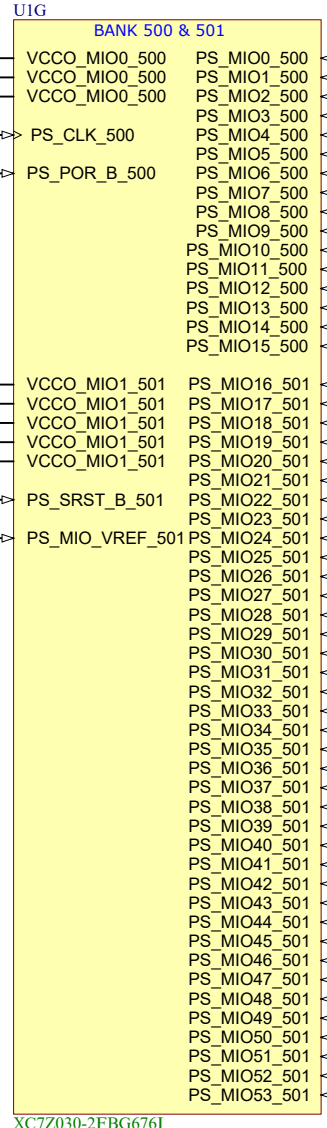 U1G
BANK 500 & 501
VCCO_MIO0_500 PS_MIO0_500
VCCO_MIO0_500 PS_MIO1_500
VCCO_MIO0_500 PS_MIO2_500
PS_MIO3_500
PS_CLK_500 PS_MIO4_500
PS_MIO5_500
PS_POR_B_500 PS_MIO6_500
PS_MIO7_500
PS_MIO8_500
PS_MIO9_500
PS_MIO10_500
PS_MIO11_500
PS_MIO12_500
PS_MIO13_500
PS_MIO14_500
PS_MIO15_500
VCCO_MIO1_501 PS_MIO16_501
VCCO_MIO1_501 PS_MIO17_501
VCCO_MIO1_501 PS_MIO18_501
VCCO_MIO1_501 PS_MIO19_501
VCCO_MIO1_501 PS_MIO20_501
PS_MIO21_501
PS_SRST_B_501 PS_MIO22_501
PS_MIO23_501
PS_MIO_VREF_501 PS_MIO24_501
PS_MIO25_501
PS_MIO26_501
PS_MIO27_501
PS_MIO28_501
PS_MIO29_501
PS_MIO30_501
PS_MIO31_501
PS_MIO32_501
PS_MIO33_501
PS_MIO34_501
PS_MIO35_501
PS_MIO36_501
PS_MIO37_501
PS_MIO38_501
PS_MIO39_501
PS_MIO40_501
PS_MIO41_501
PS_MIO42_501
PS_MIO43_501
PS_MIO44_501
PS_MIO45_501
PS_MIO46_501
PS_MIO47_501
PS_MIO48_501
PS_MIO49_501
PS_MIO50_501
PS_MIO51_501
PS_MIO52_501
PS_MIO53_501
XC7Z030-2FBG676I